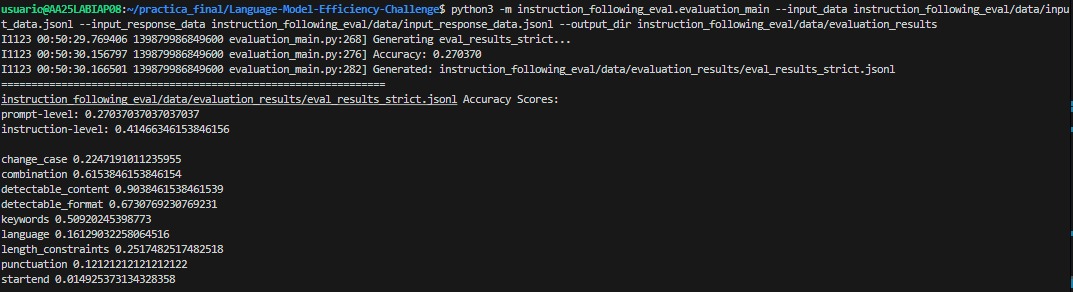 usuario@AA25LABIAP08:~/practica_final/Language-Model-Efficiency-Challenge$ python3 -m instruction_following_eval.evaluation_main --input_data instruction_following_eval/data/inpu
t_data.jsonl --input_response_data instruction_following_eval/data/input_response_data.jsonl --output_dir instruction_following_eval/data/evaluation_results
I1123 00:50:29.769406 139879986849600 evaluation_main.py:268] Generating eval_results_strict...
I1123 00:50:30.156797 139879986849600 evaluation_main.py:276] Accuracy: 0.270370
I1123 00:50:30.166501 139879986849600 evaluation_main.py:282] Generated: instruction_following_eval/data/evaluation_results/eval_results_strict.jsonl
================================================================
instruction_following_eval/data/evaluation_results/eval_results_strict.jsonl Accuracy Scores:
prompt-level: 0.27037037037037037
instruction-level: 0.41466346153846156
change_case 0.2247191011235955
combination 0.6153846153846154
detectable_content 0.9038461538461539
detectable_format 0.6730769230769231
keywords 0.50920245398773
language 0.16129032258064516
length_constraints 0.2517482517482518
punctuation 0.12121212121212122
startend 0.014925373134328358